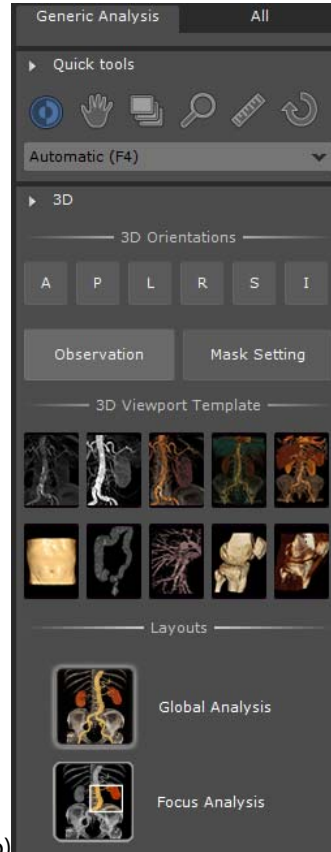 Generic Analysis All
Quick tools
Automatic (F4)
3D
3D Orientations
A P L R S I
Observation Mask Setting
3D Viewport Template
Layouts
Global Analysis
Focus Analysis